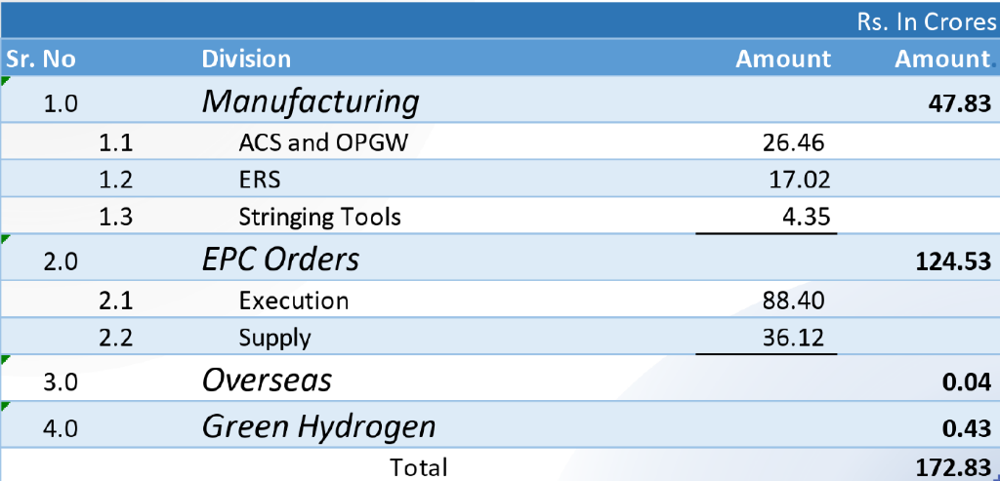 Rs. In Crores
Sr. No Division Amount Amount.
1.0 Manufacturing 47.83
1.1 ACS and OPGW 26.46
1.2 ERS 17.02
1.3 Stringing Tools 4.35
2.0 EPC Orders 124.53
2.1 Execution 88.40
2.2 Supply 36.12
3.0 Overseas 0.04
4.0 Green Hydrogen 0.43
Total 172.83